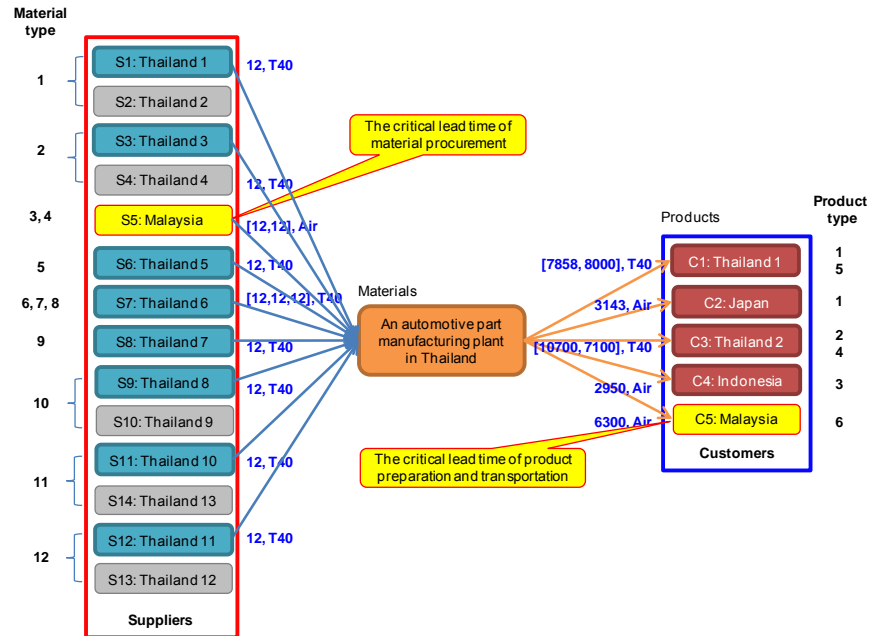 Material
type
1
2
3, 4
5
6, 7, 8
9
10
11
12
S1: Thailand 1
S2: Thailand 2
S3: Thailand 3
S4: Thailand 4
S5: Malaysia
S6: Thailand 5
S7: Thailand 6
S8: Thailand 7
S9: Thailand 8
S10: Thailand 9
S11: Thailand 10
S14: Thailand 13
S12: Thailand 11
S13: Thailand 12
Suppliers
12, T40
12, T40
[12,12], Air
12, T40
[12,12,12], T40
12, T40
12, T40
12, T40
12, T40
The critical lead time of
material procurement
Materials
An automotive part
manufacturing plant
in Thailand
[7858, 8000], T40
3143, Air
[10700, 7100], T40
2950, Air
6300, Air
The critical lead time of product
preparation and transportation
Products
C1: Thailand 1
C2: Japan
C3: Thailand 2
C4: Indonesia
C5: Malaysia
Customers
Product
type
1
5
1
2
4
3
6